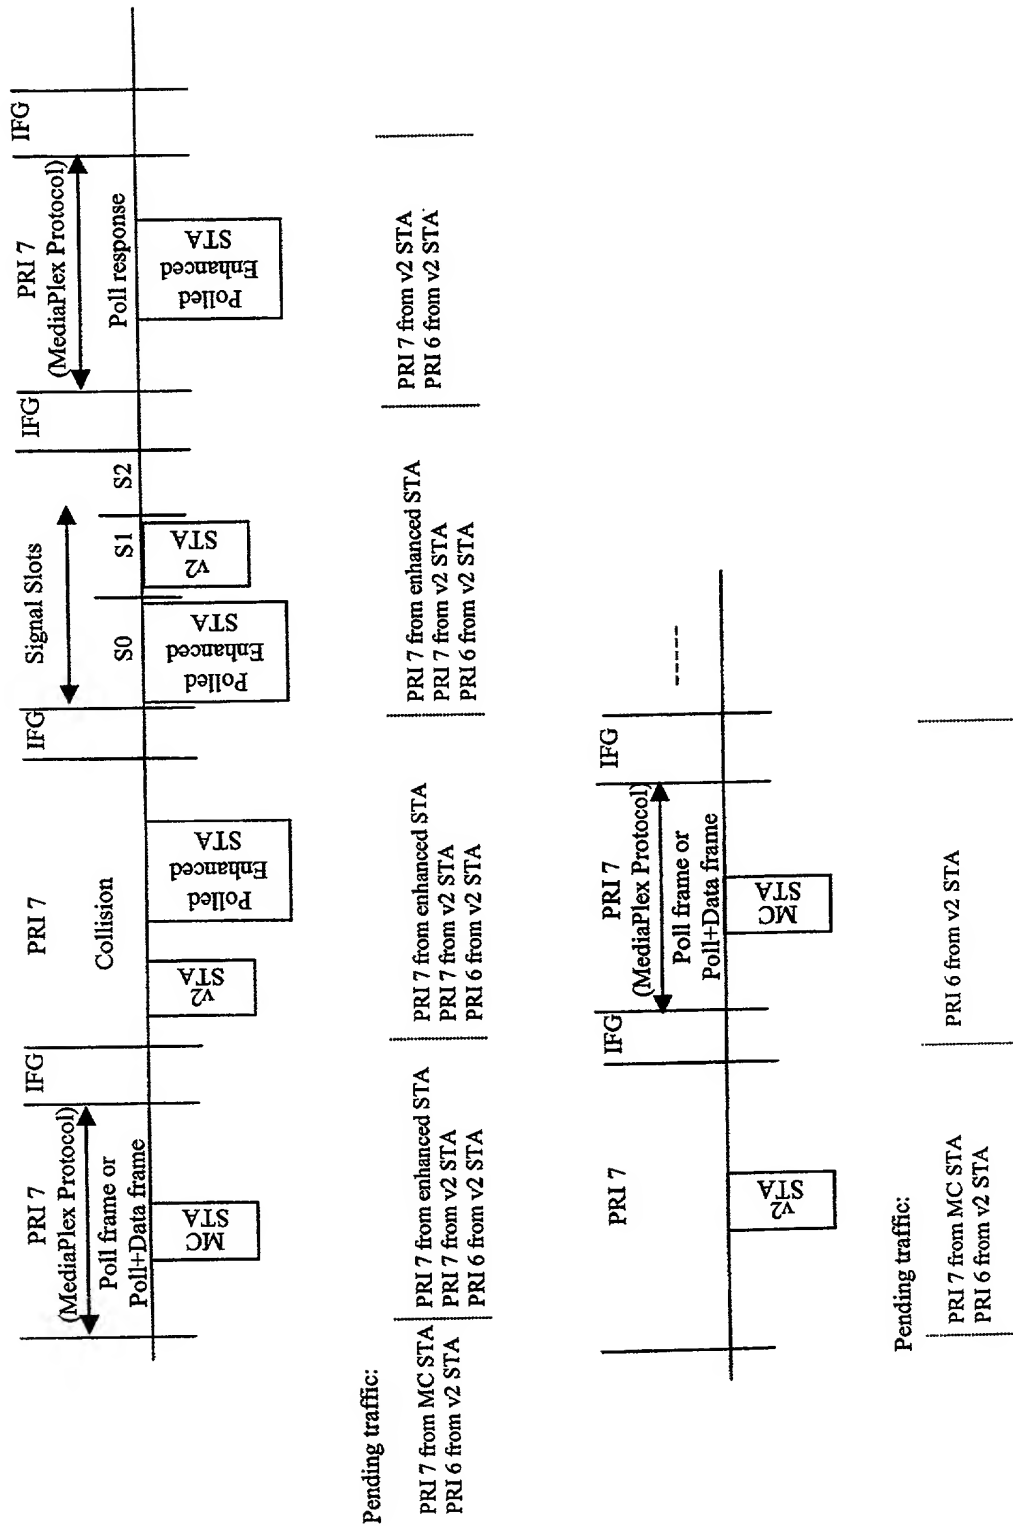 PRI 7
(MediaPlex Protocol)
Poll frame or
Poll+Data frame
MC
STA
IFG
PRI 7
Collision
v2
STA
Polled
Enhanced
STA
IFG
Signal Slots
S0
S1
S2
Polled
Enhanced
STA
v2
STA
IFG
PRI 7
(MediaPlex Protocol)
Poll response
Polled
Enhanced
STA
IFG
Pending traffic:
PRI 7 from MC STA
PRI 6 from v2 STA
PRI 7 from enhanced STA
PRI 7 from v2 STA
PRI 6 from v2 STA
PRI 7 from enhanced STA
PRI 7 from v2 STA
PRI 6 from v2 STA
PRI 7 from enhanced STA
PRI 7 from v2 STA
PRI 6 from v2 STA
PRI 7 from v2 STA
PRI 6 from v2 STA
PRI 7
v2
STA
IFG
PRI 7
(MediaPlex Protocol)
Poll frame or
Poll+Data frame
MC
STA
IFG
-----
Pending traffic:
PRI 7 from MC STA
PRI 6 from v2 STA
PRI 6 from v2 STA